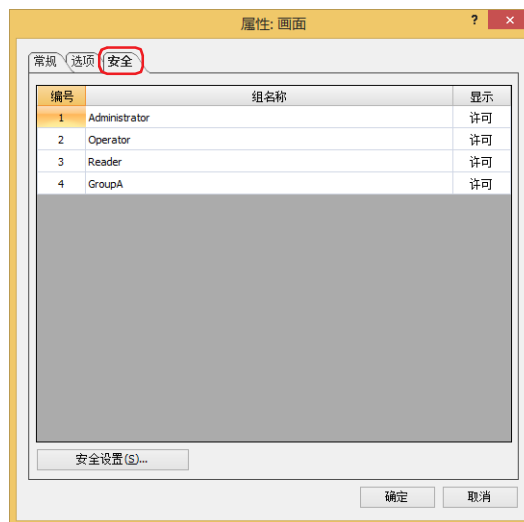 属性: 画面
?
×
常规 选项 安全
编号 组名称 显示
1 Administrator 许可
2 Operator 许可
3 Reader 许可
4 GroupA 许可
安全设置(S)...
确定 取消